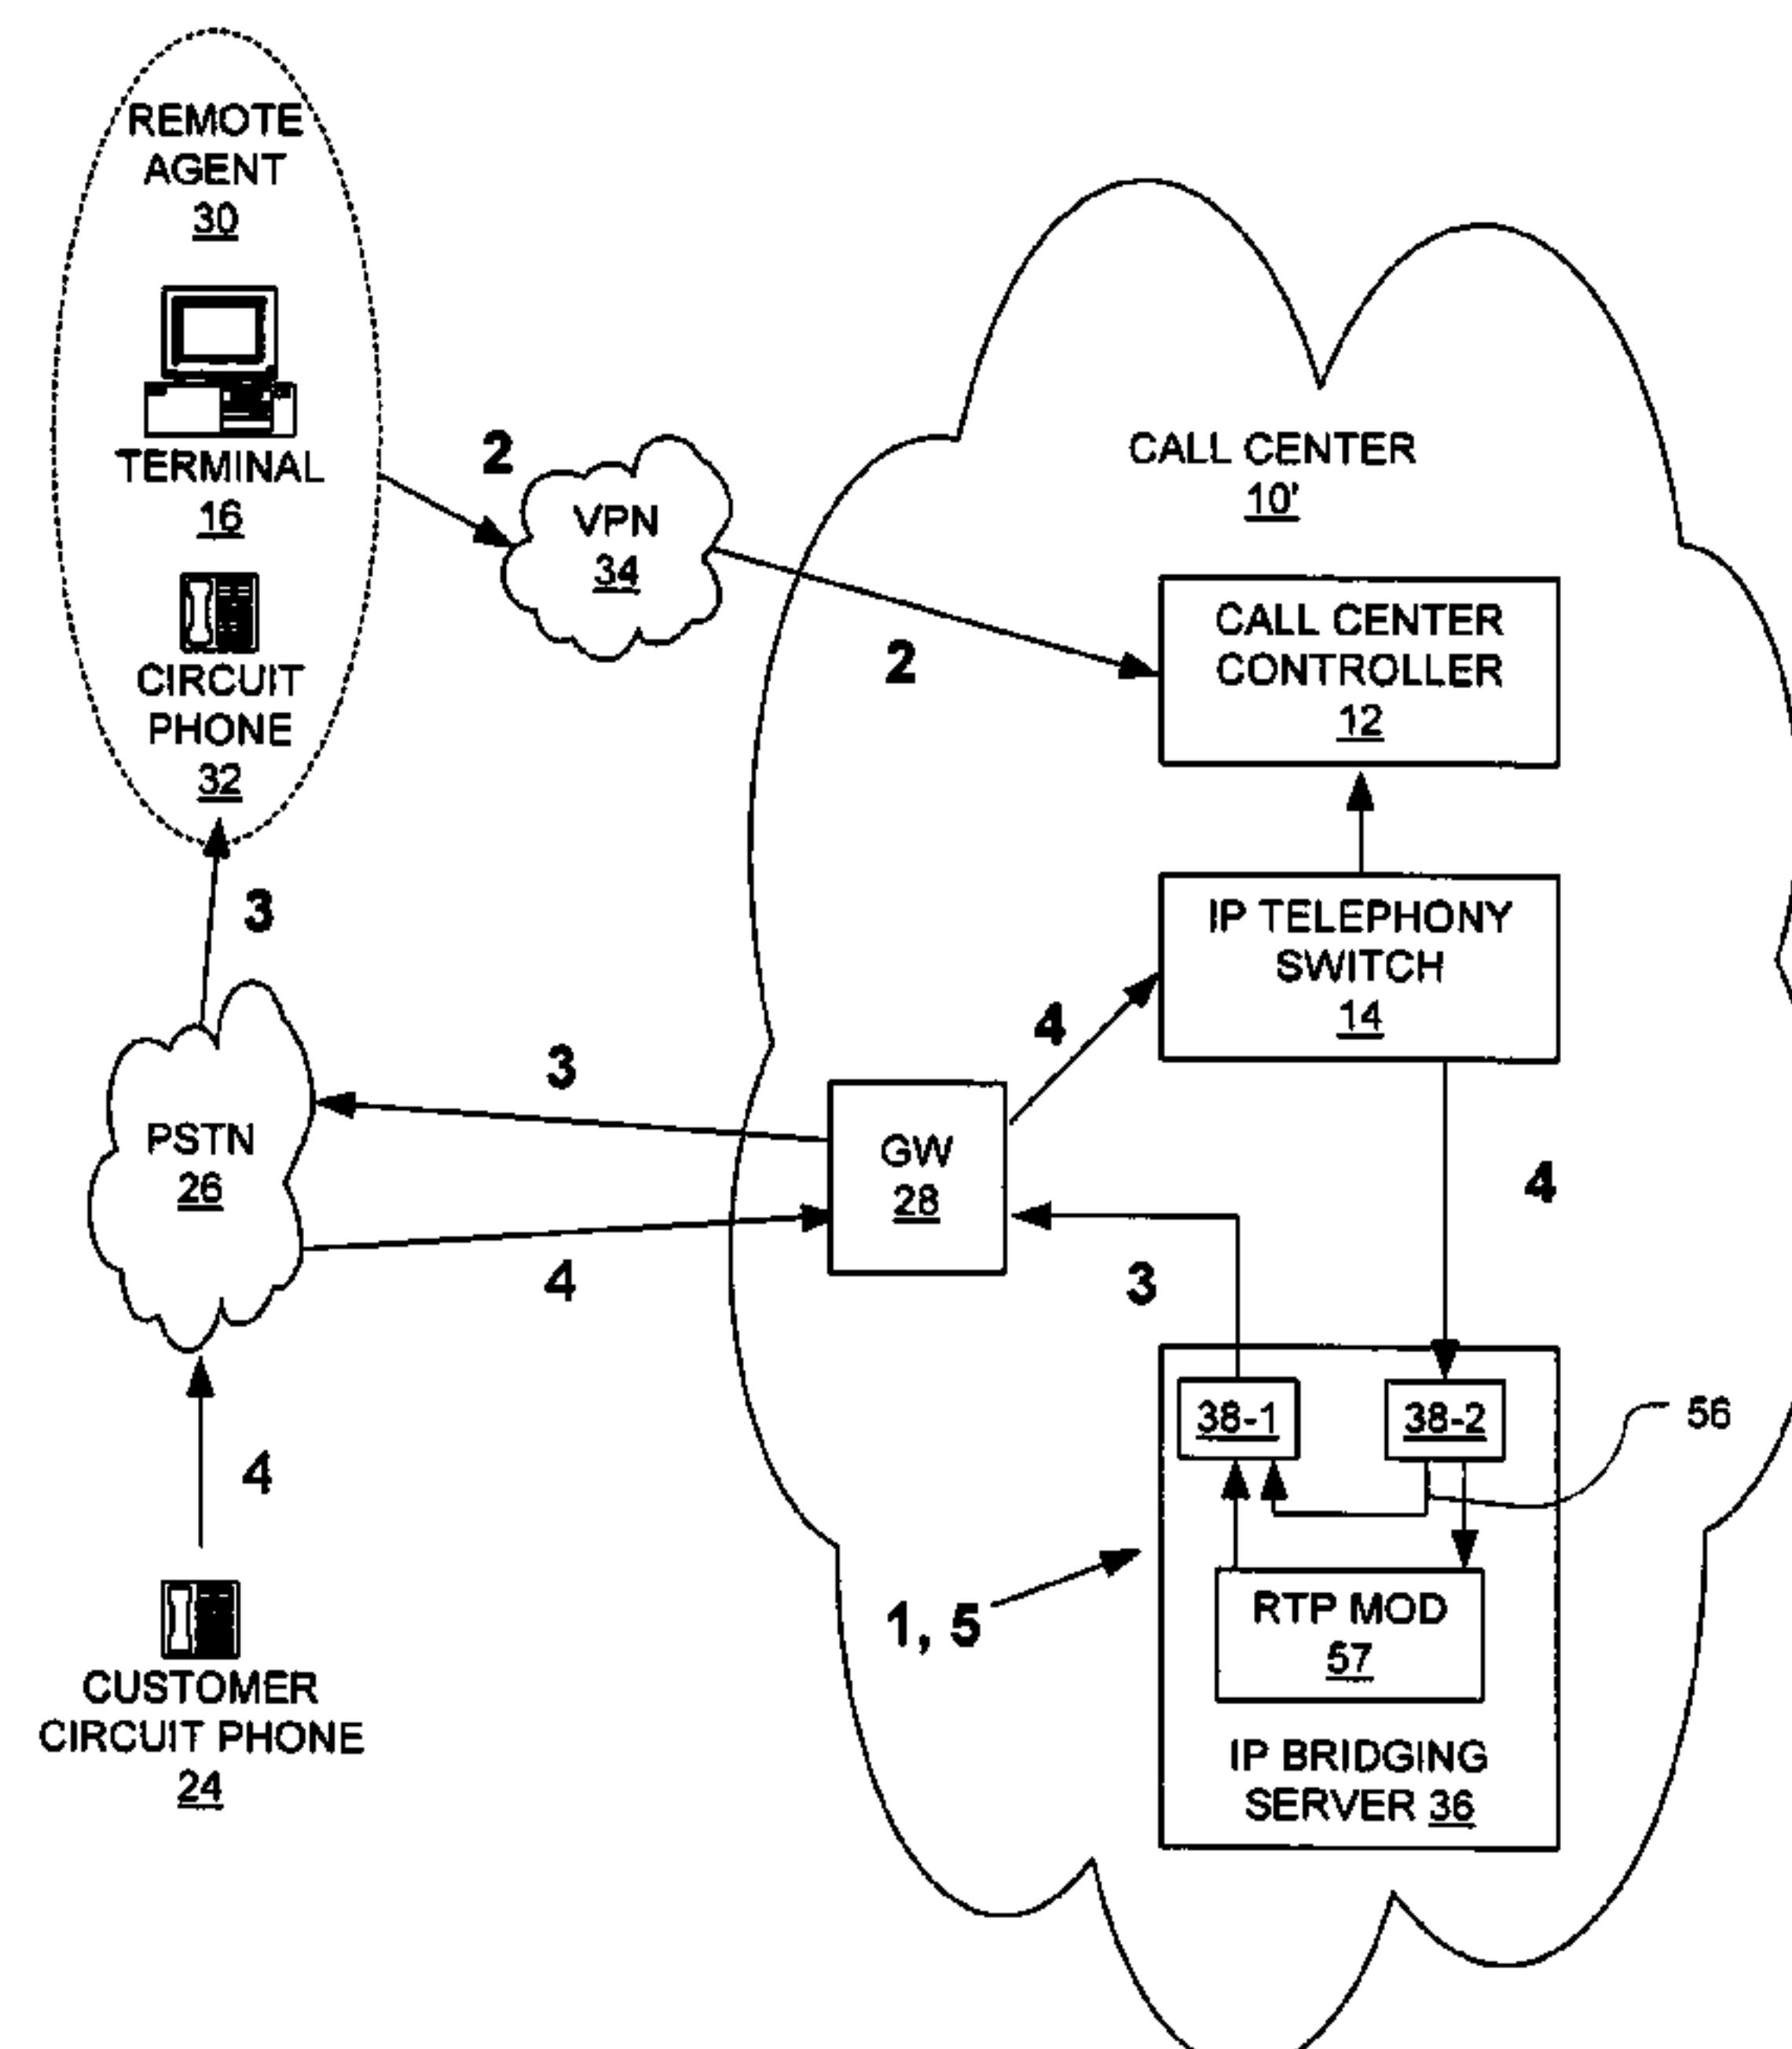 REMOTE
AGENT
30
TERMINAL
16
CIRCUIT
PHONE
32
2
VPN
34
2
CALL CENTER
10'
CALL CENTER
CONTROLLER
12
IP TELEPHONY
SWITCH
14
3
3
4
PSTN
26
GW
28
4
4
3
4
38-1
38-2
56
1, 5
RTP MOD
57
IP BRIDGING
SERVER 36
CUSTOMER
CIRCUIT PHONE
24